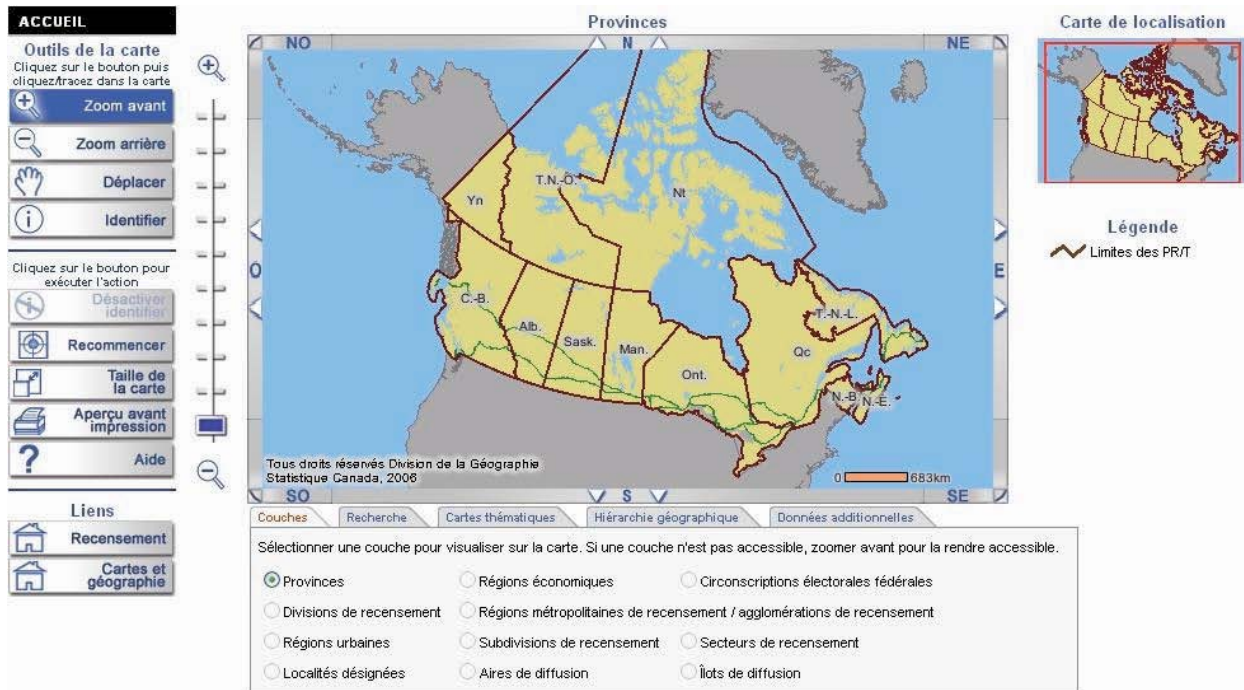 ACCUEIL
Outils de la carte
Cliquez sur le bouton puis
cliquez/tracez dans la carte
Zoom avant
Zoom arrière
Déplacer
Identifier
Cliquez sur le bouton pour
exécuter l'action
Désactiver
identifier
Recommencer
Taille de
la carte
Aperçu avant
impression
Aide
Liens
Recensement
Cartes et
géographie
Provinces
NO
N
NE
O
E
Yn
T.N.-O.
Nt
C.-B.
Alb.
Sask.
Man.
Ont.
Qc
T.-N.-L.
N.-B.
N.-E.
Tous droits réservés Division de la Géographie
Statistique Canada, 2006
0 683km
SO
S
SE
Carte de localisation
Légende
Limites des PR/T
Couches Recherche Cartes thématiques Hiérarchie géographique Données additionnelles
Sélectionner une couche pour visualiser sur la carte. Si une couche n'est pas accessible, zoomer avant pour la rendre accessible.
Provinces Régions économiques Circonscriptions électorales fédérales
Divisions de recensement Régions métropolitaines de recensement / agglomérations de recensement
Régions urbaines Subdivisions de recensement Secteurs de recensement
Localités désignées Aires de diffusion Îlots de diffusion